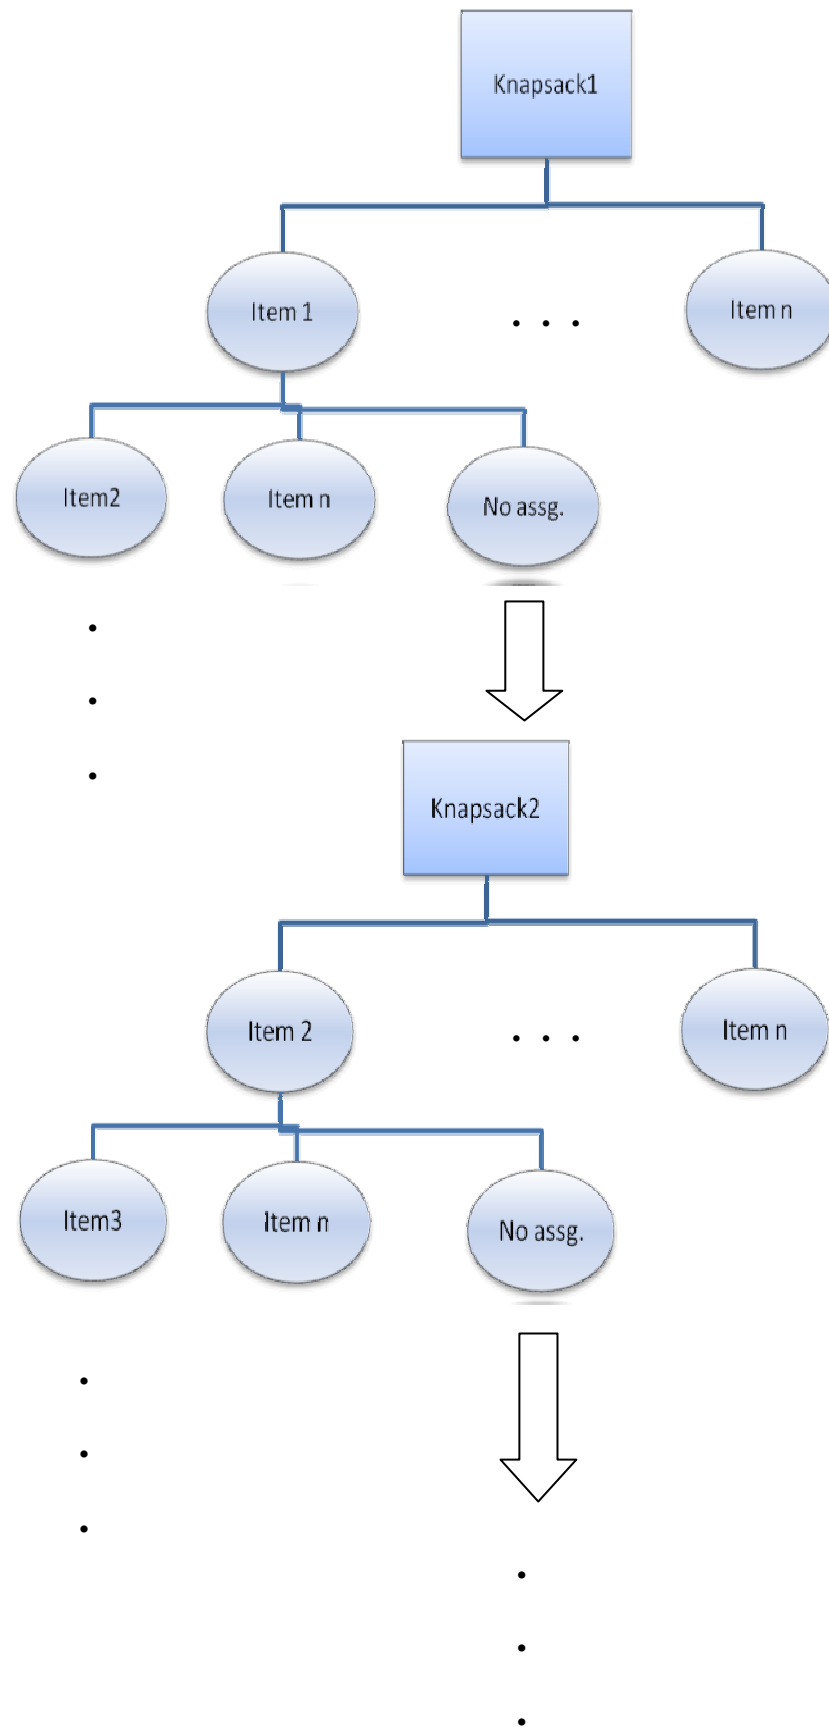 Knapsack1
Item 1
. . .
Item n
Item2
Item n
No assg.
.
.
.
Knapsack2
Item 2
. . .
Item n
Item3
Item n
No assg.
.
.
.
.
.
.